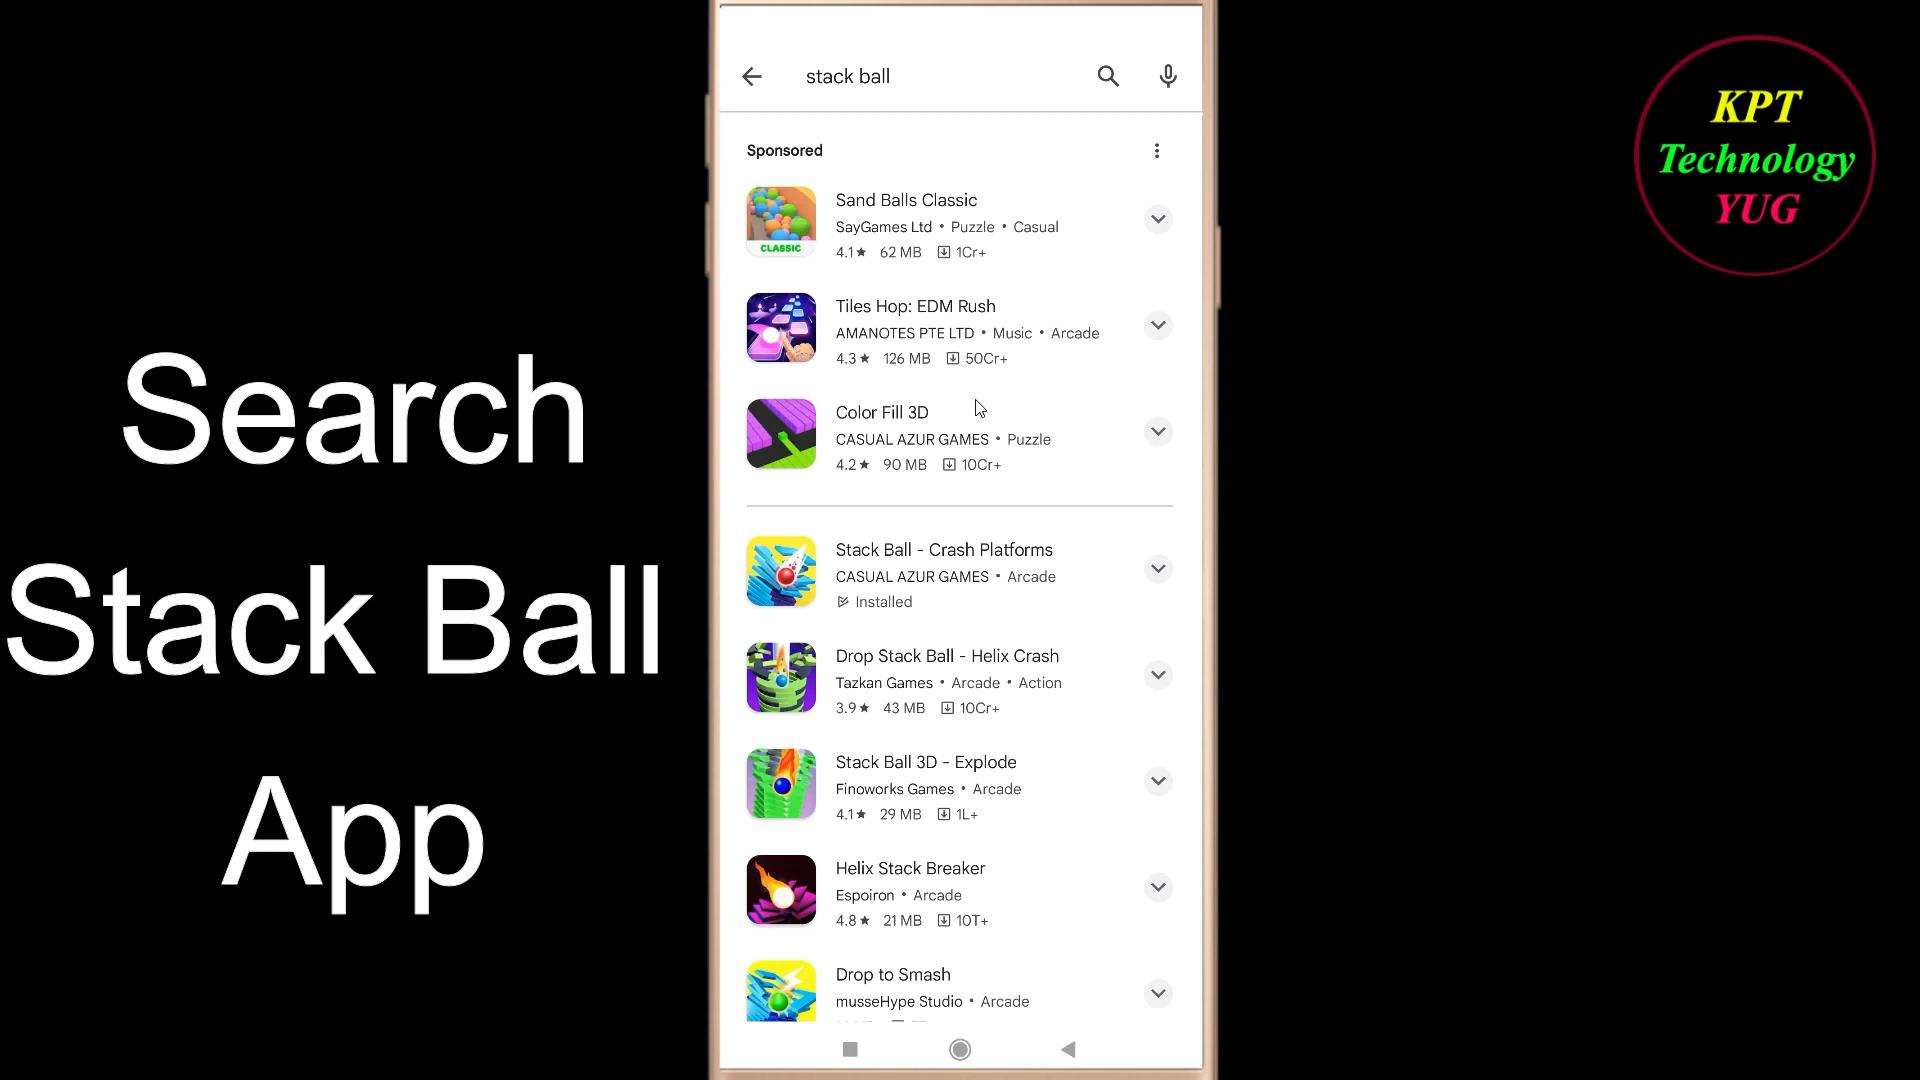 Search
Stack Ball
App
stack ball
Sponsored
Sand Balls Classic
SayGames Ltd • Puzzle • Casual
4.1★ 62 MB 1Cr+
CLASSIC
Tiles Hop: EDM Rush
AMANOTES PTE LTD • Music • Arcade
4.3★ 126 MB 50Cr+
Color Fill 3D
CASUAL AZUR GAMES • Puzzle
4.2★ 90 MB 10Cr+
Stack Ball - Crash Platforms
CASUAL AZUR GAMES • Arcade
Installed
Drop Stack Ball - Helix Crash
Tazkan Games • Arcade • Action
3.9★ 43 MB 10Cr+
Stack Ball 3D - Explode
Finoworks Games • Arcade
4.1★ 29 MB 1L+
Helix Stack Breaker
Espoiron • Arcade
4.8★ 21 MB 10T+
Drop to Smash
musseHype Studio • Arcade
KPT
Technology
YUG